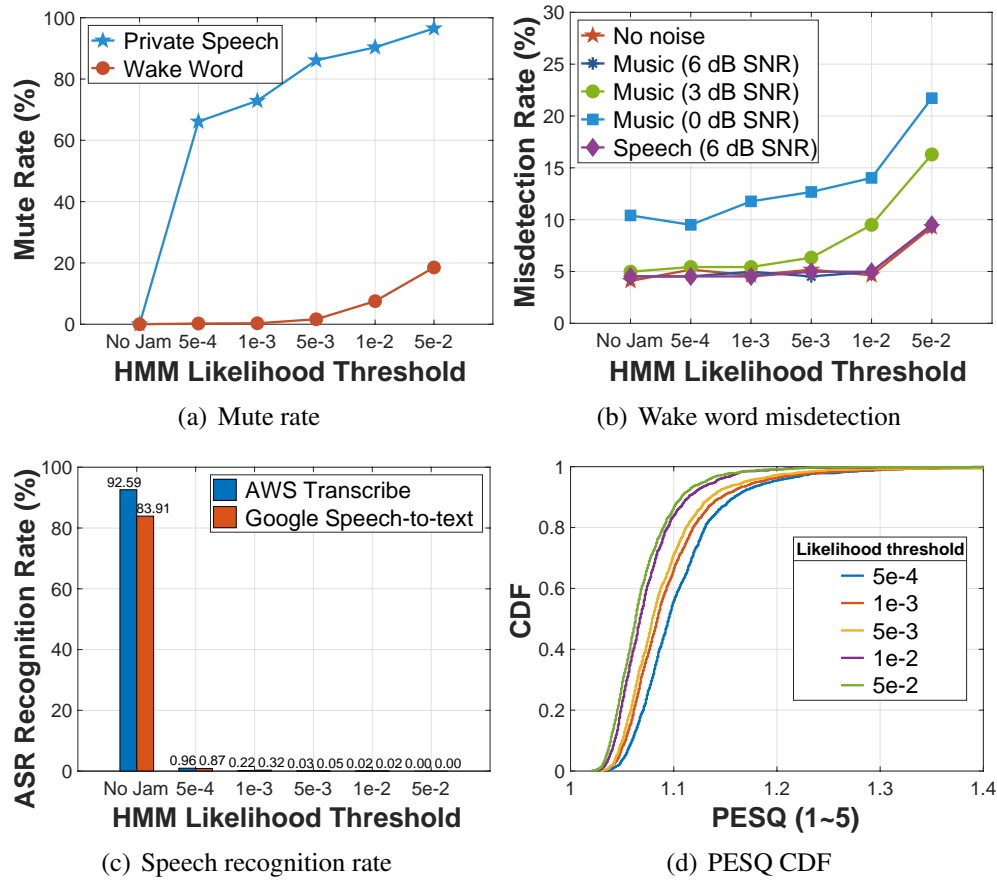 Mute Rate (%)
100
80
60
40
20
0
Private Speech
Wake Word
No Jam 5e-4 1e-3 5e-3 1e-2 5e-2
HMM Likelihood Threshold
(a) Mute rate
Misdetection Rate (%)
30
25
20
15
10
5
0
No noise
Music (6 dB SNR)
Music (3 dB SNR)
Music (0 dB SNR)
Speech (6 dB SNR)
No Jam 5e-4 1e-3 5e-3 1e-2 5e-2
HMM Likelihood Threshold
(b) Wake word misdetection
ASR Recognition Rate (%)
100
80
60
40
20
0
AWS Transcribe
Google Speech-to-text
92.59
83.91
0.96 0.87 0.22 0.32 0.03 0.05 0.02 0.02 0.00 0.00
No Jam 5e-4 1e-3 5e-3 1e-2 5e-2
HMM Likelihood Threshold
(c) Speech recognition rate
CDF
1
0.8
0.6
0.4
0.2
0
Likelihood threshold
5e-4
1e-3
5e-3
1e-2
5e-2
1 1.1 1.2 1.3 1.4
PESQ (1~5)
(d) PESQ CDF